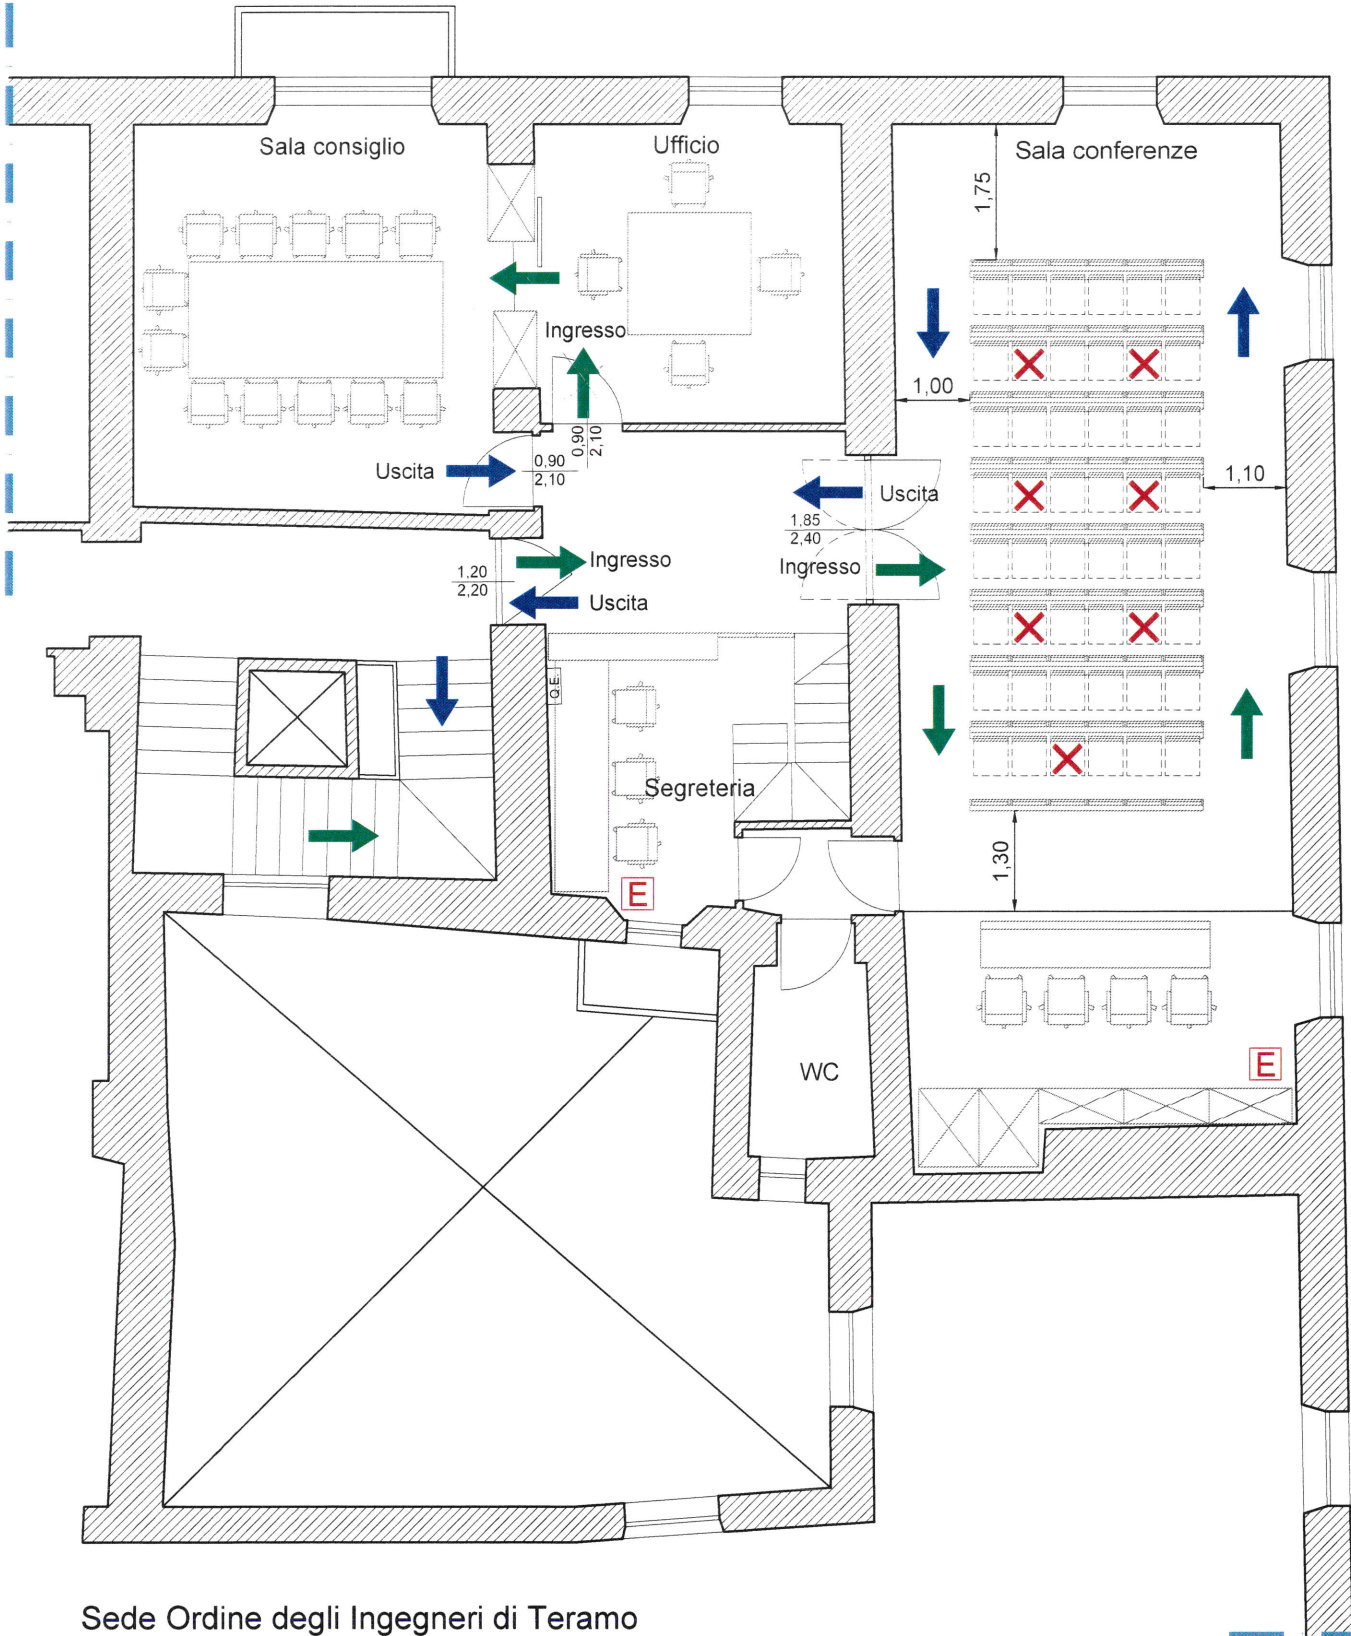 Sala consiglio
Ufficio
Sala conferenze
1,75
Ingresso
1,00
0,90
2,10
Uscita
0,90
2,10
1,10
Uscita
1,85
2,40
Ingresso
Ingresso
1,20
2,20
Uscita
Q.E.
Segreteria
1,30
E
WC
E
Sede Ordine degli Ingegneri di Teramo